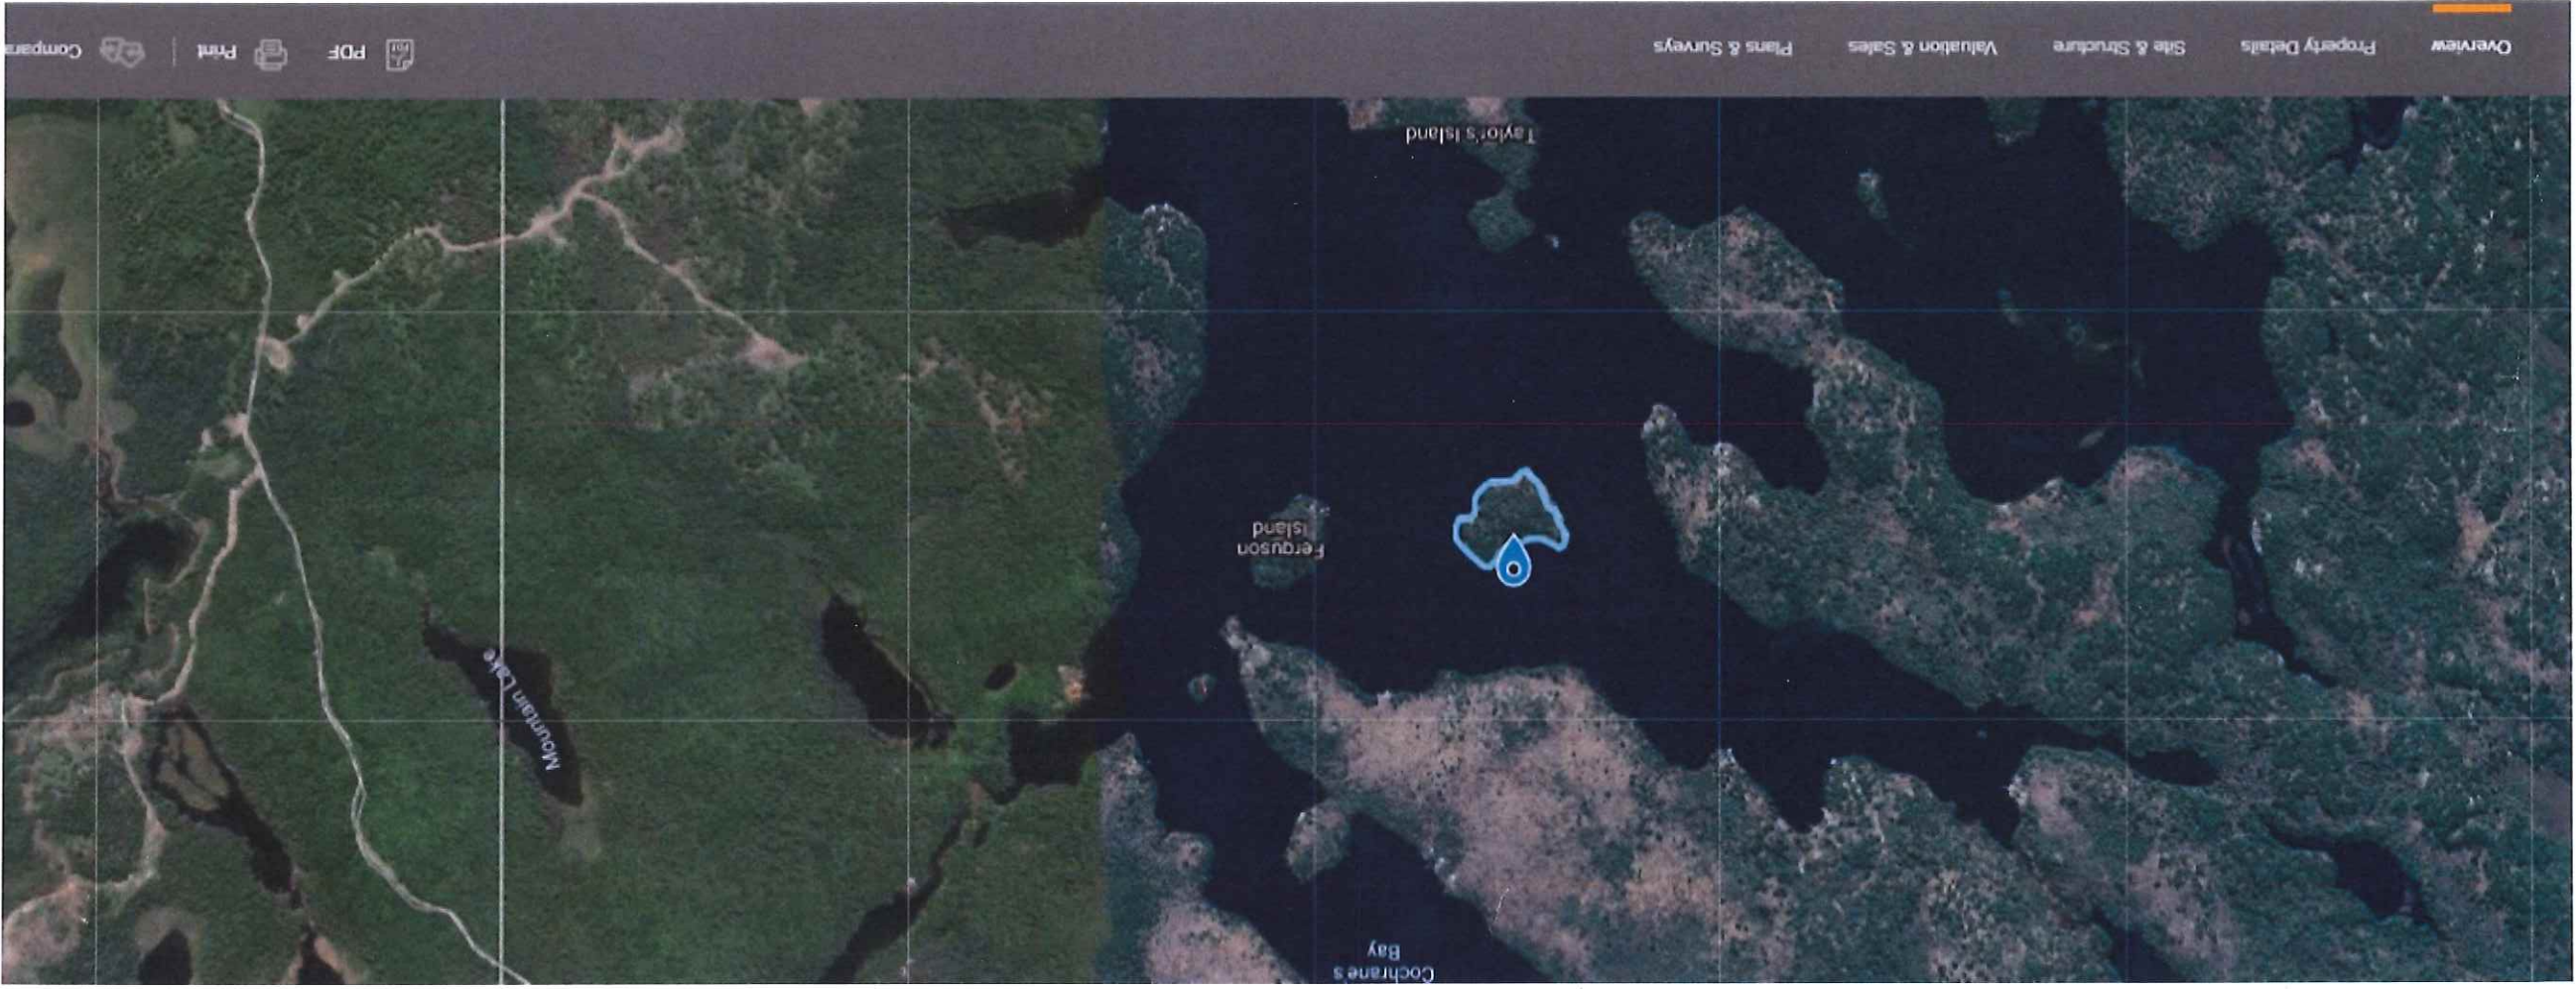 Cochrane's
Bay
Mountain Lake
Ferguson
Island
Taylor's Island
Overview
Property Details
Site & Structure
Valuation & Sales
Plans & Surveys
PDF
PDF
Print